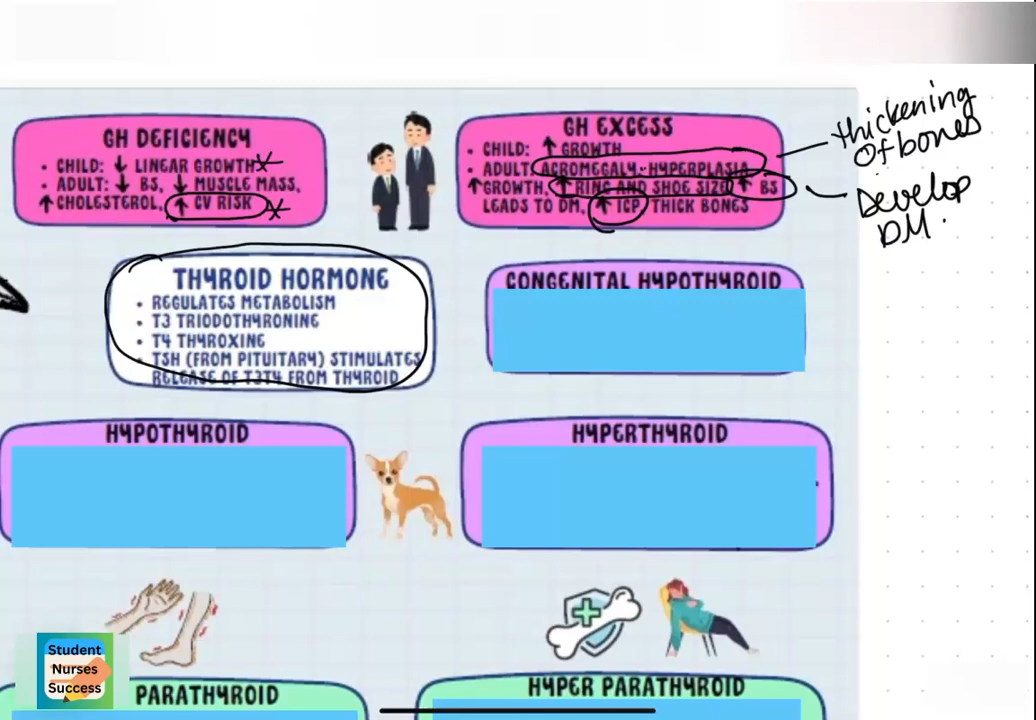 GH DEFICIENCY
• CHILD: ↓ LINEAR GROWTH
• ADULT: ↓ BS, ↓ MUSCLE MASS,
↑ CHOLESTEROL, ↑ CV RISK
GH EXCESS
• CHILD: ↑ GROWTH
• ADULT: ACROMEGALY: HYPERPLASIA
↑ GROWTH, ↑ RING AND SHOE SIZE ↑ BS
LEADS TO DM, ↑ ICP, THICK BONES
thickening
of bones
Develop
DM.
THYROID HORMONE
• REGULATES METABOLISM
• T3 TRIODOTHYRONING
• T4 THYROXING
• TSH (FROM PITUITARY) STIMULATES
RELEASE OF T3T4 FROM THYROID
CONGENITAL HYPOTHYROID
HYPOTHYROID
HYPERTHYROID
Student
Nurses
Success
PARATHYROID
HYPER PARATHYROID